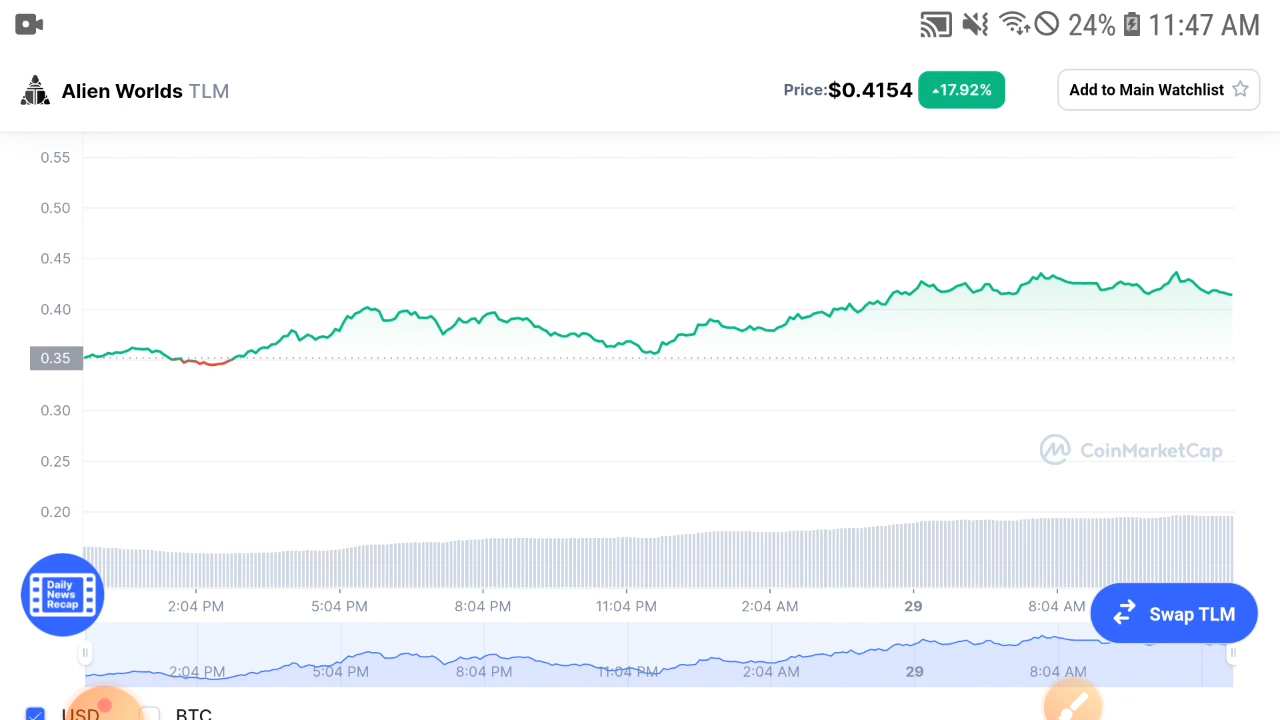 24% 11:47 AM
Alien Worlds TLM
Price: $0.4154 17.92%
Add to Main Watchlist
0.55
0.50
0.45
0.40
0.35
0.30
0.25
0.20
CoinMarketCap
Daily
News
Recap
2:04 PM 5:04 PM 8:04 PM 11:04 PM 2:04 AM 29 8:04 AM
Swap TLM
2:04 PM 5:04 PM 8:04 PM 11:04 PM 2:04 AM 29 8:04 AM
USD BTC